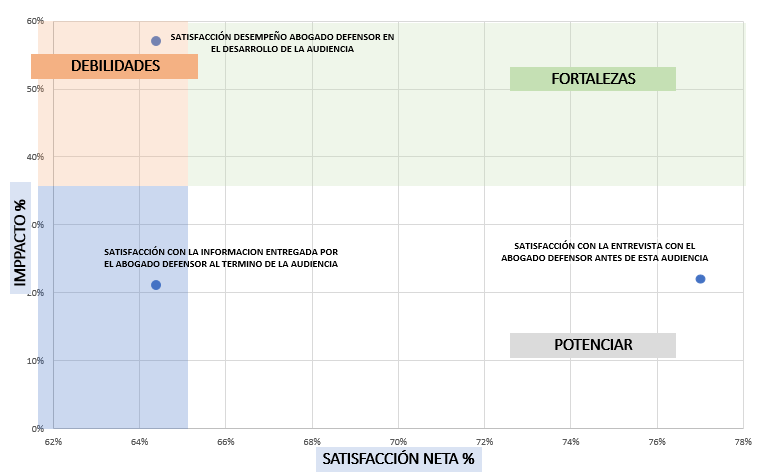 60%
SATISFACCIÓN DESEMPEÑO ABOGADO DEFENSOR EN
EL DESARROLLO DE LA AUDIENCIA
DEBILIDADES
FORTALEZAS
50%
40%
0%
IMPPACTO %
SATISFACCIÓN CON LA INFORMACION ENTREGADA POR
EL ABOGADO DEFENSOR AL TERMINO DE LA AUDIENCIA
SATISFACCIÓN CON LA ENTREVISTA CON EL
ABOGADO DEFENSOR ANTES DE ESTA AUDIENCIA
20%
POTENCIAR
10%
0%
62%
64%
66%
68%
70%
72%
74%
76%
78%
SATISFACCIÓN NETA %